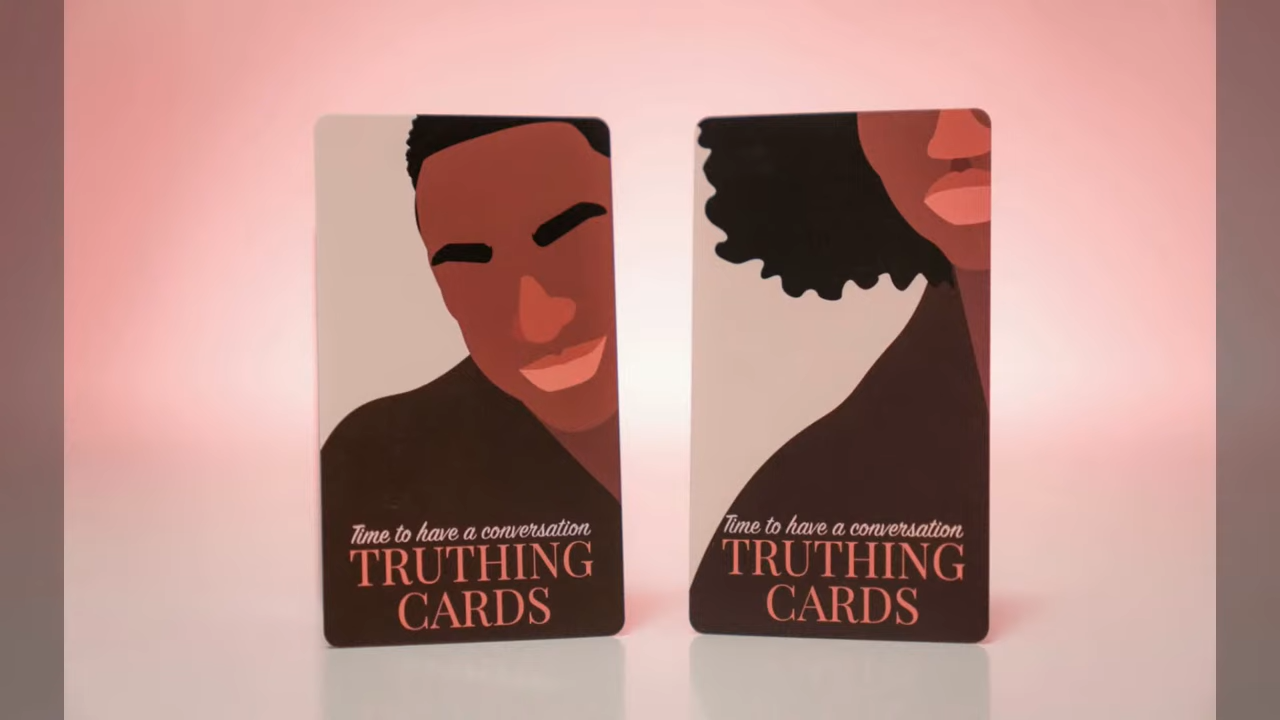 Time to have a conversation
TRUTHING
CARDS
Time to have a conversation
TRUTHING
CARDS